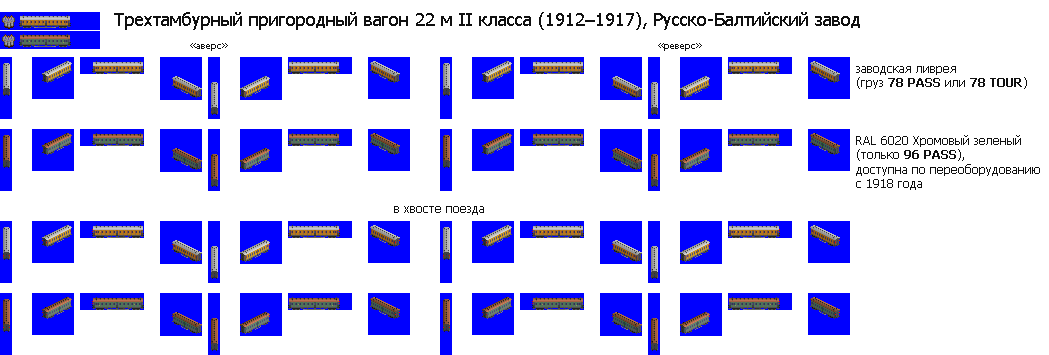 Трехтамбурный пригородный вагон 22 м II класса (1912–1917), Русско-Балтийский завод
«аверс»
«реверс»
заводская ливрея
(груз 78 PASS или 78 TOUR)
RAL 6020 Хромовый зеленый
(только 96 PASS),
доступна по переоборудованию
с 1918 года
в хвосте поезда